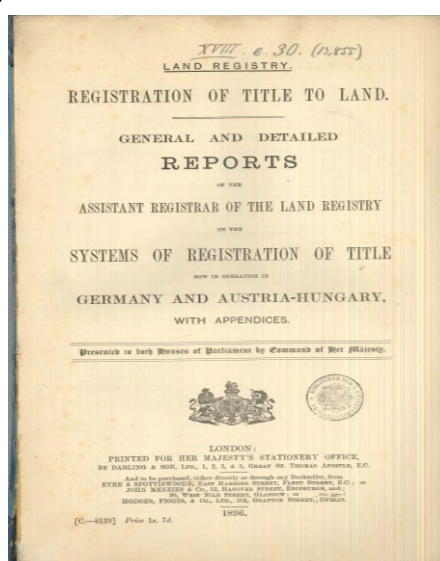 XVIII. e. 30. (13,855)
LAND REGISTRY.
REGISTRATION OF TITLE TO LAND.
GENERAL AND DETAILED
REPORTS
OF THE
ASSISTANT REGISTRAR OF THE LAND REGISTRY
ON THE
SYSTEMS OF REGISTRATION OF TITLE
NOW IN OPERATION IN
GERMANY AND AUSTRIA-HUNGARY,
WITH APPENDICES.
Presented to both Houses of Parliament by Command of Her Majesty.
LONDON:
PRINTED FOR HER MAJESTY'S STATIONERY OFFICE,
BY DARLING & SON, LTD., 1, 2, 3, & 5, GREAT ST. THOMAS APOSTLE, E.C.
And to be purchased, either directly or through any Bookseller, from
EYRE & SPOTTISWOODE, EAST HARDING STREET, FLEET STREET, E.C.; or
JOHN MENZIES & Co., 12, HANOVER STREET, EDINBURGH, and
90, WEST NILE STREET, GLASGOW; or
HODGES, FIGGIS, & Co., LTD., 104, GRAFTON STREET, DUBLIN.
1896.
[C.—8139] Price 1s. 7d.